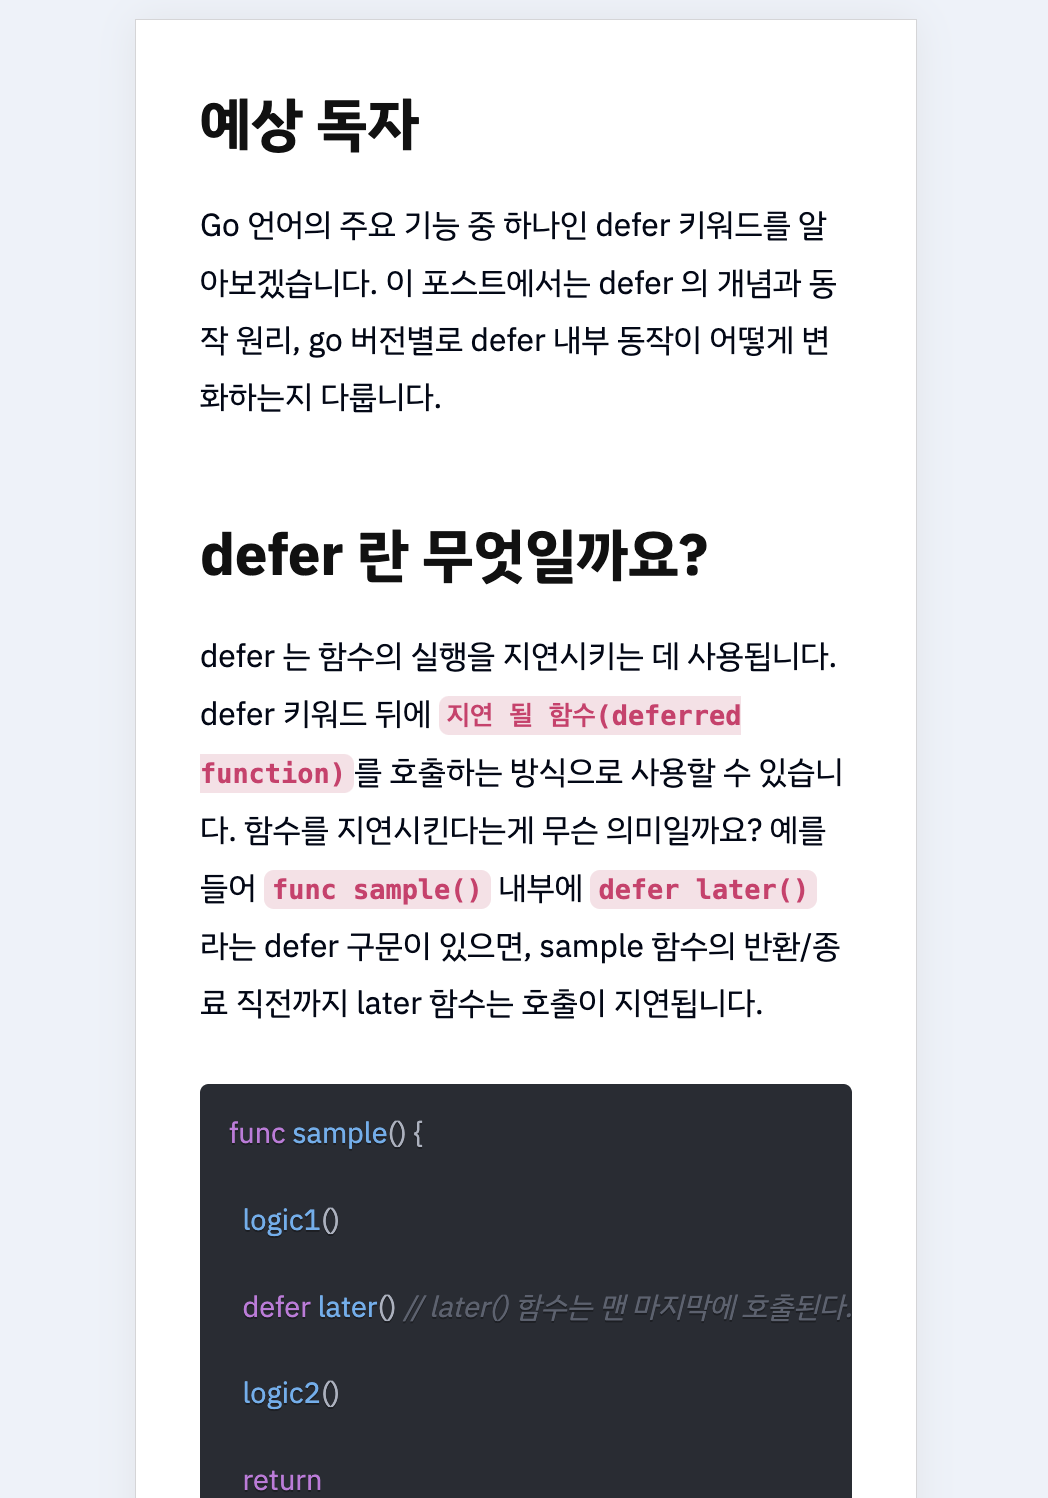 예상 독자
Go 언어의 주요 기능 중 하나인 defer 키워드를 알
아보겠습니다. 이 포스트에서는 defer 의 개념과 동
작 원리, go 버전별로 defer 내부 동작이 어떻게 변
화하는지 다룹니다.
defer 란 무엇일까요?
defer 는 함수의 실행을 지연시키는 데 사용됩니다.
defer 키워드 뒤에 지연 될 함수(deferred
function)를 호출하는 방식으로 사용할 수 있습니
다. 함수를 지연시킨다는게 무슨 의미일까요? 예를
들어 func sample() 내부에 defer later()
라는 defer 구문이 있으면, sample 함수의 반환/종
료 직전까지 later 함수는 호출이 지연됩니다.
func sample() {
logic1()
defer later() // later() 함수는 맨 마지막에 호출된다.
logic2()
return